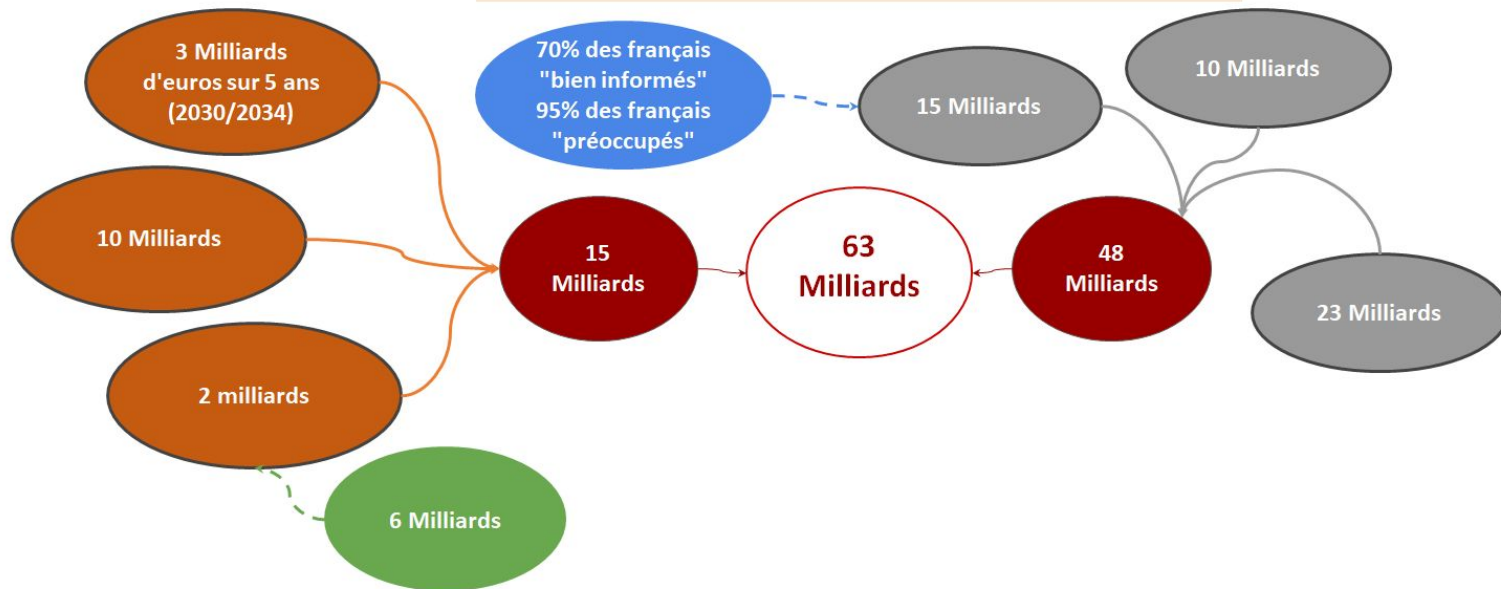 3 Milliards
d'euros sur 5 ans
(2030/2034)
70% des français
"bien informés"
95% des français
"préoccupés"
15 Milliards
10 Milliards
10 Milliards
15
Milliards
63
Milliards
48
Milliards
23 Milliards
2 milliards
6 Milliards